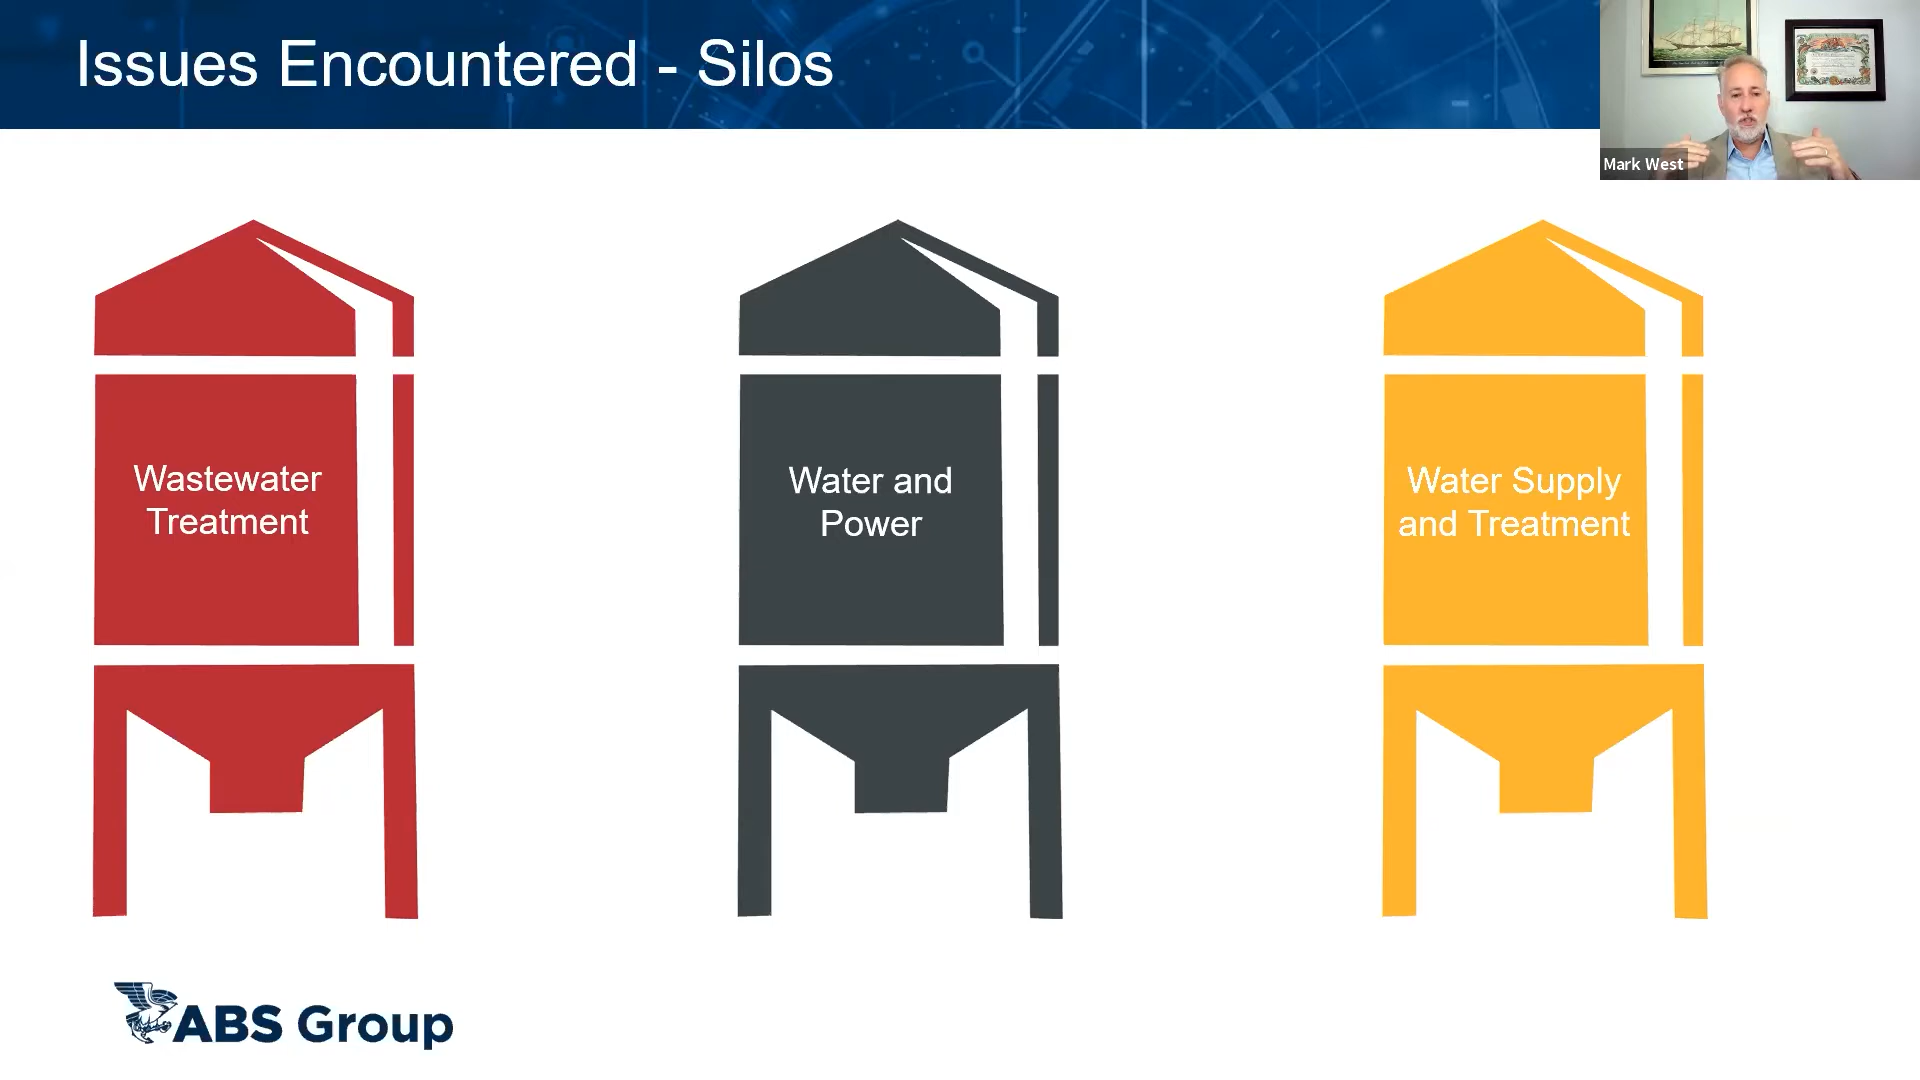 Issues Encountered - Silos
Mark West
Wastewater
Treatment
Water and
Power
Water Supply
and Treatment
ABS Group